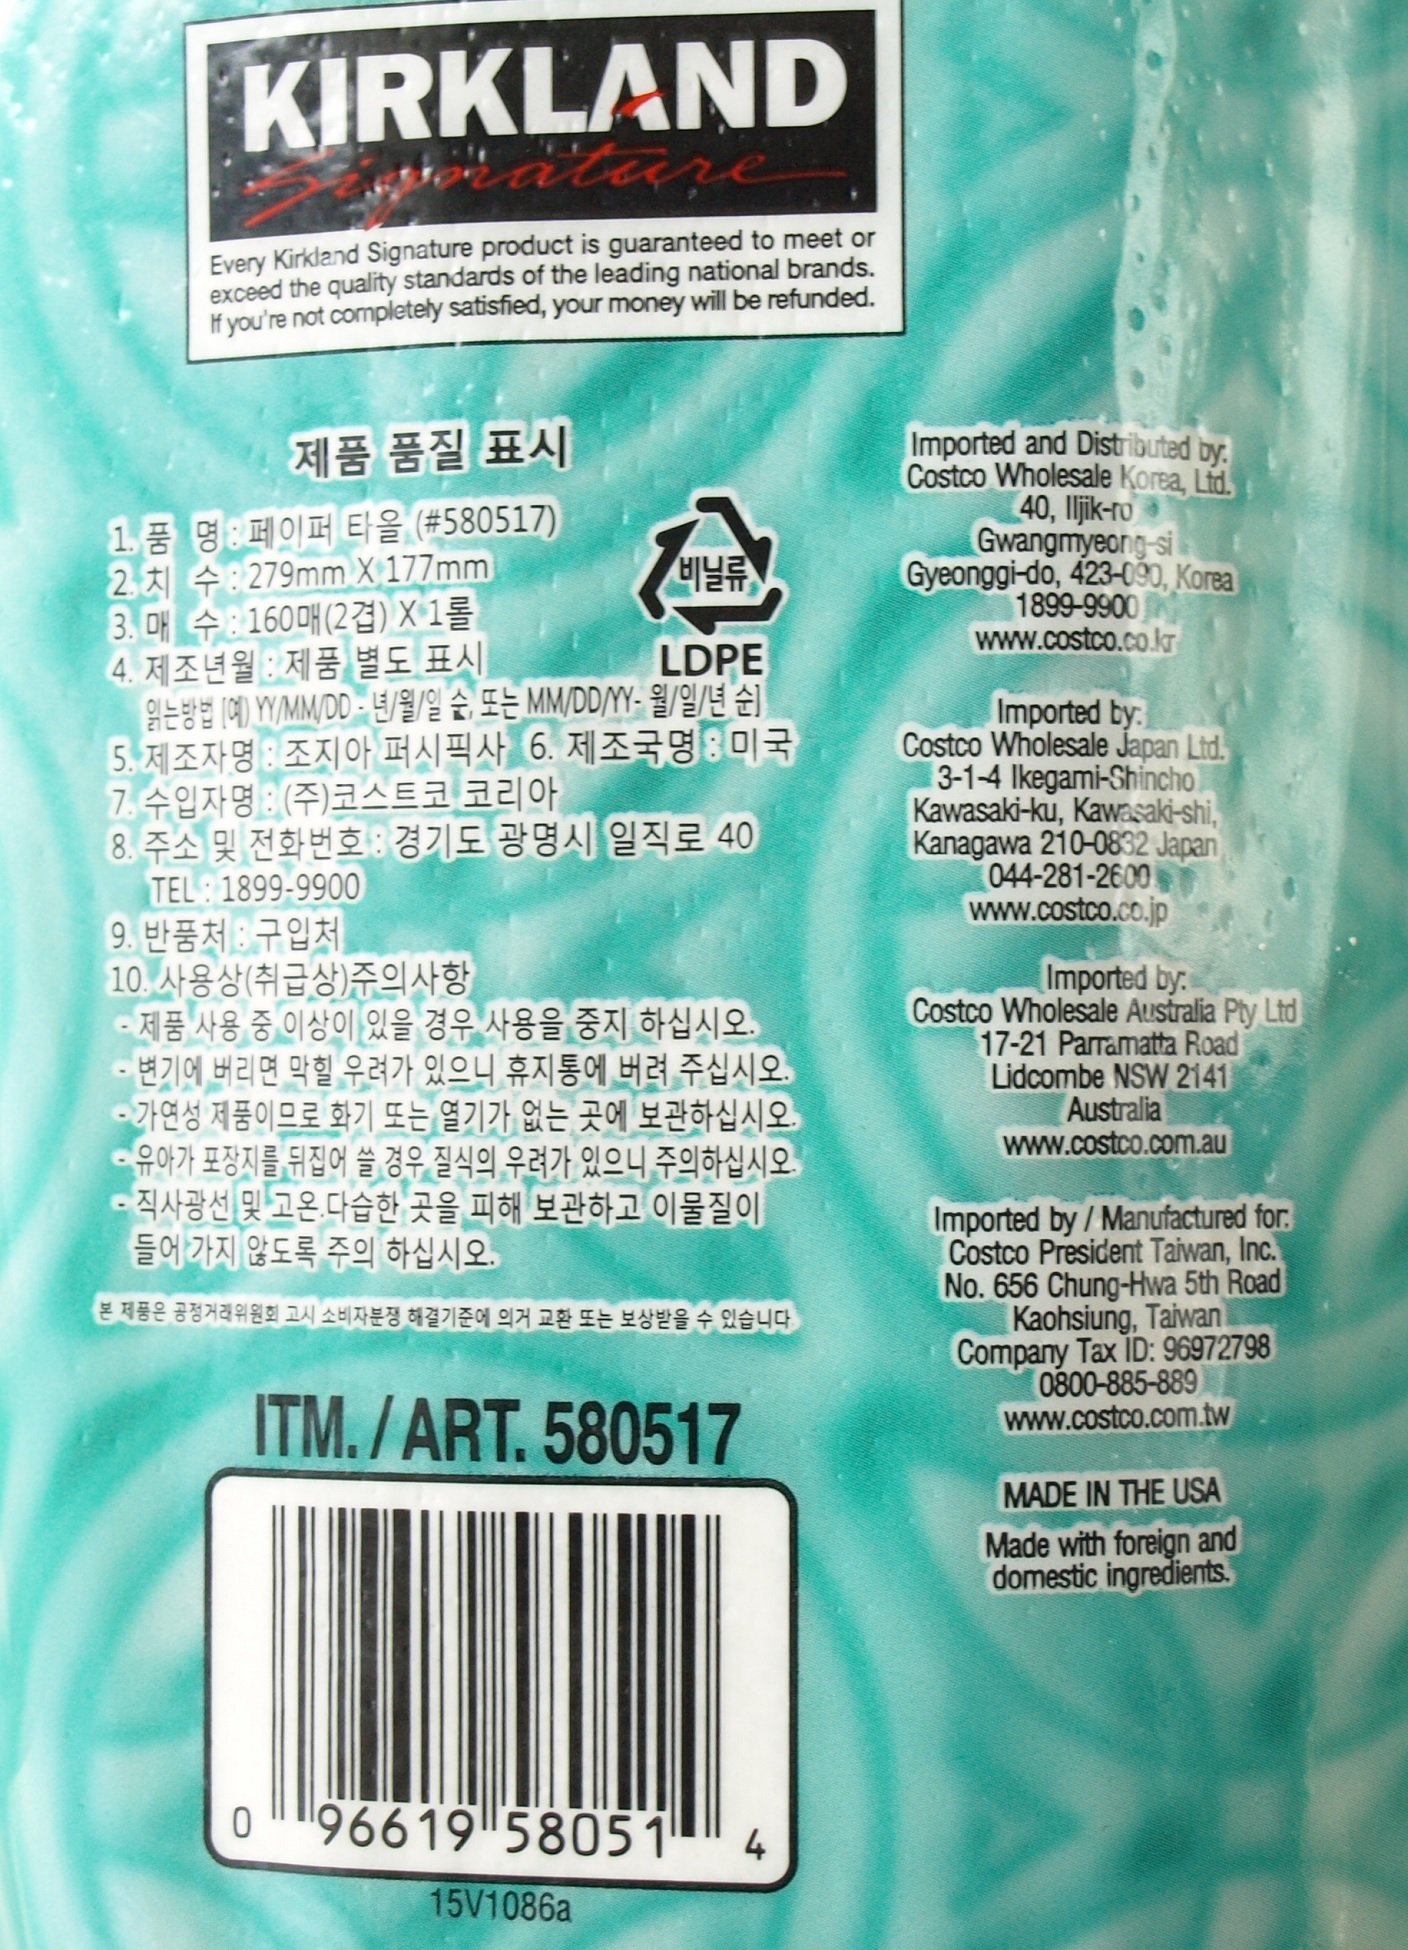 KIRKLAND
Signature
Every Kirkland Signature product is guaranteed to meet or
exceed the quality standards of the leading national brands.
If you're not completely satisfied, your money will be refunded.
제품 품질 표시
1. 품 명 : 페이퍼 타올 (#580517)
2. 치 수 : 279mm X 177mm
3. 매 수 : 160매(2겹) X 1롤
4. 제조년월 : 제품 별도 표시
읽는방법 [예) YY/MM/DD - 년/월/일 순, 또는 MM/DD/YY- 월/일/년 순]
5. 제조자명 : 조지아 퍼시픽사 6. 제조국명 : 미국
7. 수입자명 : (주)코스트코 코리아
8. 주소 및 전화번호 : 경기도 광명시 일직로 40
TEL : 1899-9900
9. 반품처 : 구입처
10. 사용상(취급상)주의사항
- 제품 사용 중 이상이 있을 경우 사용을 중지 하십시오.
- 변기에 버리면 막힐 우려가 있으니 휴지통에 버려 주십시오.
- 가연성 제품이므로 화기 또는 열기가 없는 곳에 보관하십시오.
- 유아가 포장지를 뒤집어 쓸 경우 질식의 우려가 있으니 주의하십시오.
- 직사광선 및 고온.다습한 곳을 피해 보관하고 이물질이
들어 가지 않도록 주의 하십시오.
본 제품은 공정거래위원회 고시 소비자분쟁 해결기준에 의거 교환 또는 보상받을 수 있습니다.
비닐류
LDPE
Imported and Distributed by:
Costco Wholesale Korea, Ltd.
40, Iljik-ro
Gwangmyeong-si
Gyeonggi-do, 423-090, Korea
1899-9900
www.costco.co.kr
Imported by:
Costco Wholesale Japan Ltd.
3-1-4 Ikegami-Shincho
Kawasaki-ku, Kawasaki-shi,
Kanagawa 210-0832 Japan
044-281-2600
www.costco.co.jp
Imported by:
Costco Wholesale Australia Pty Ltd
17-21 Parramatta Road
Lidcombe NSW 2141
Australia
www.costco.com.au
Imported by / Manufactured for:
Costco President Taiwan, Inc.
No. 656 Chung-Hwa 5th Road
Kaohsiung, Taiwan
Company Tax ID: 96972798
0800-885-889
www.costco.com.tw
MADE IN THE USA
Made with foreign and
domestic ingredients.
ITM. / ART. 580517
0 96619 58051 4
15V1086a